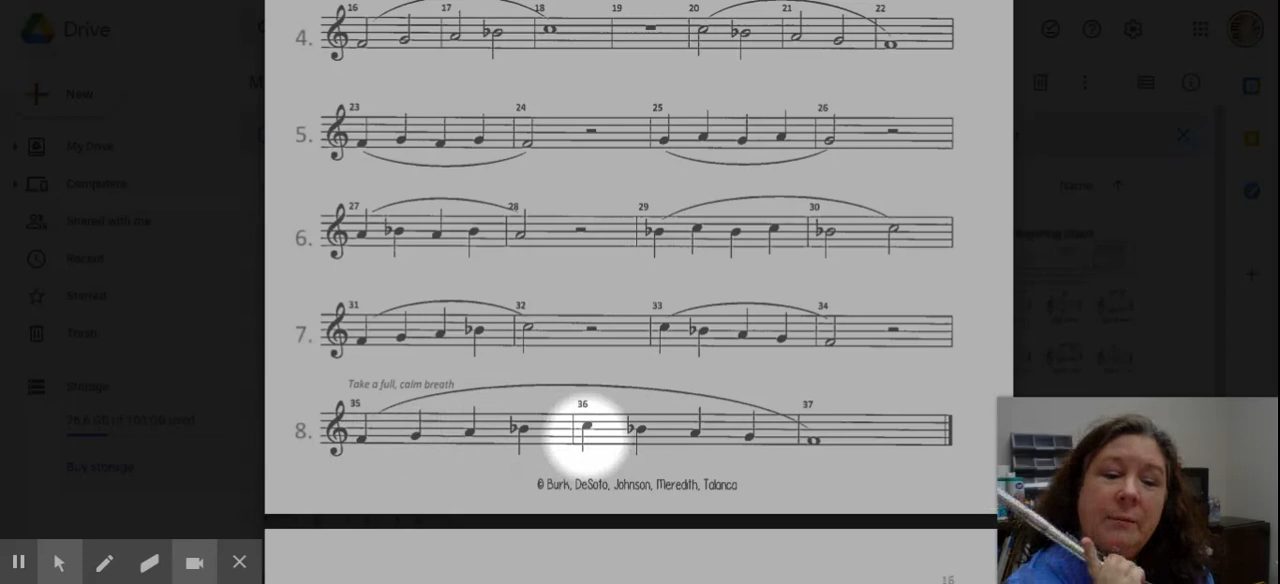 Drive
16 17 18 19 20 21 22
4.
New
23 24 25 26
5.
My Drive
Computers
Name
27 28 29 30
6.
Shared with me
Recent
Starred
31 32 33 34
7.
Trash
Take a full, calm breath
Storage
35 36 37
8.
Buy storage
© Burk, DeSoto, Johnson, Meredith, Talanca
16